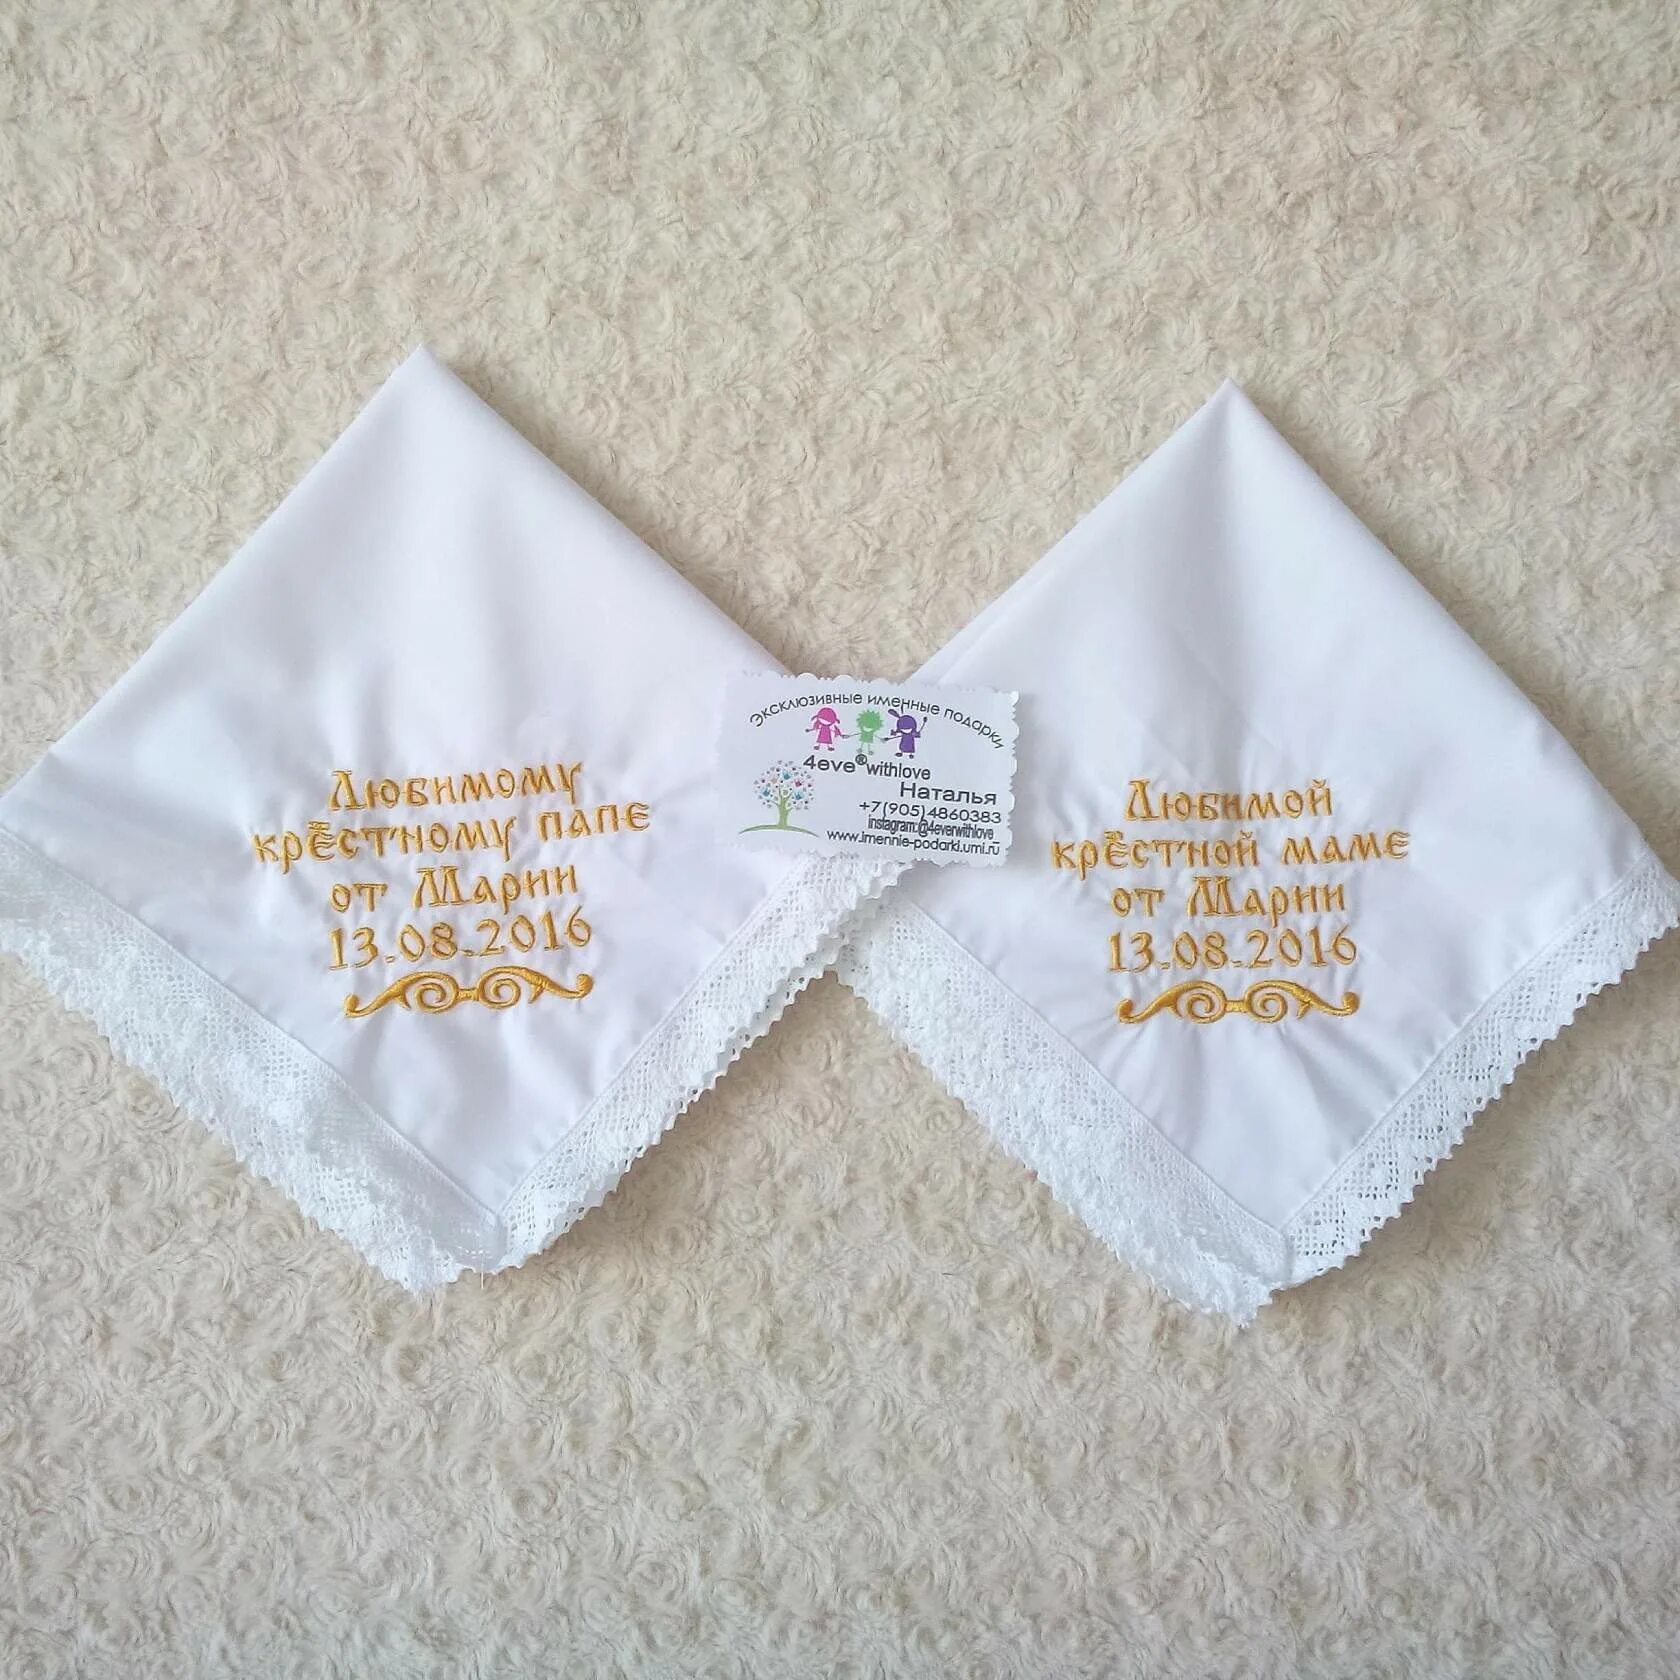 Любимому
крёстному папе
от Марии
13.08.2016
Эксклюзивные именные подарки
4eve®withlove
Наталья
+7(905)4860383
instagram:@4everwithlove_
www.imennie-podarki.umi.ru
Любимой
крёстной маме
от Марии
13.08.2016